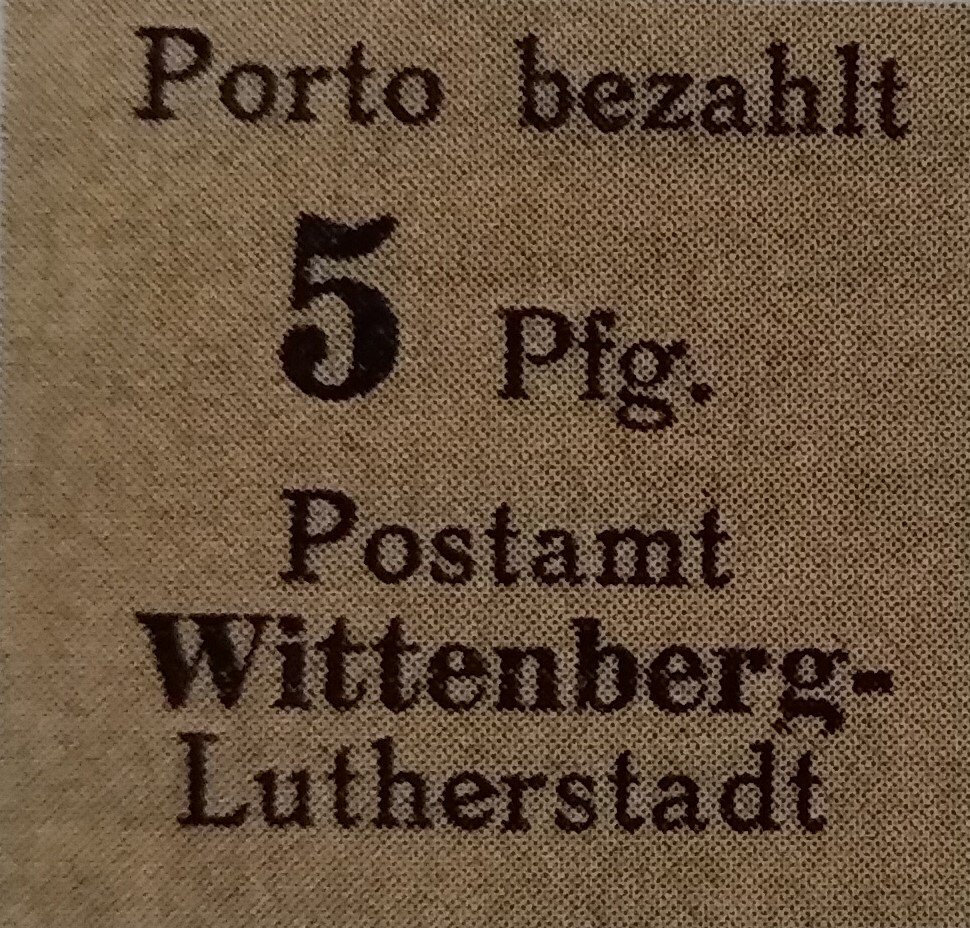 Porto bezahlt
5 Pfg.
Postamt
Wittenberg-
Lutherstadt